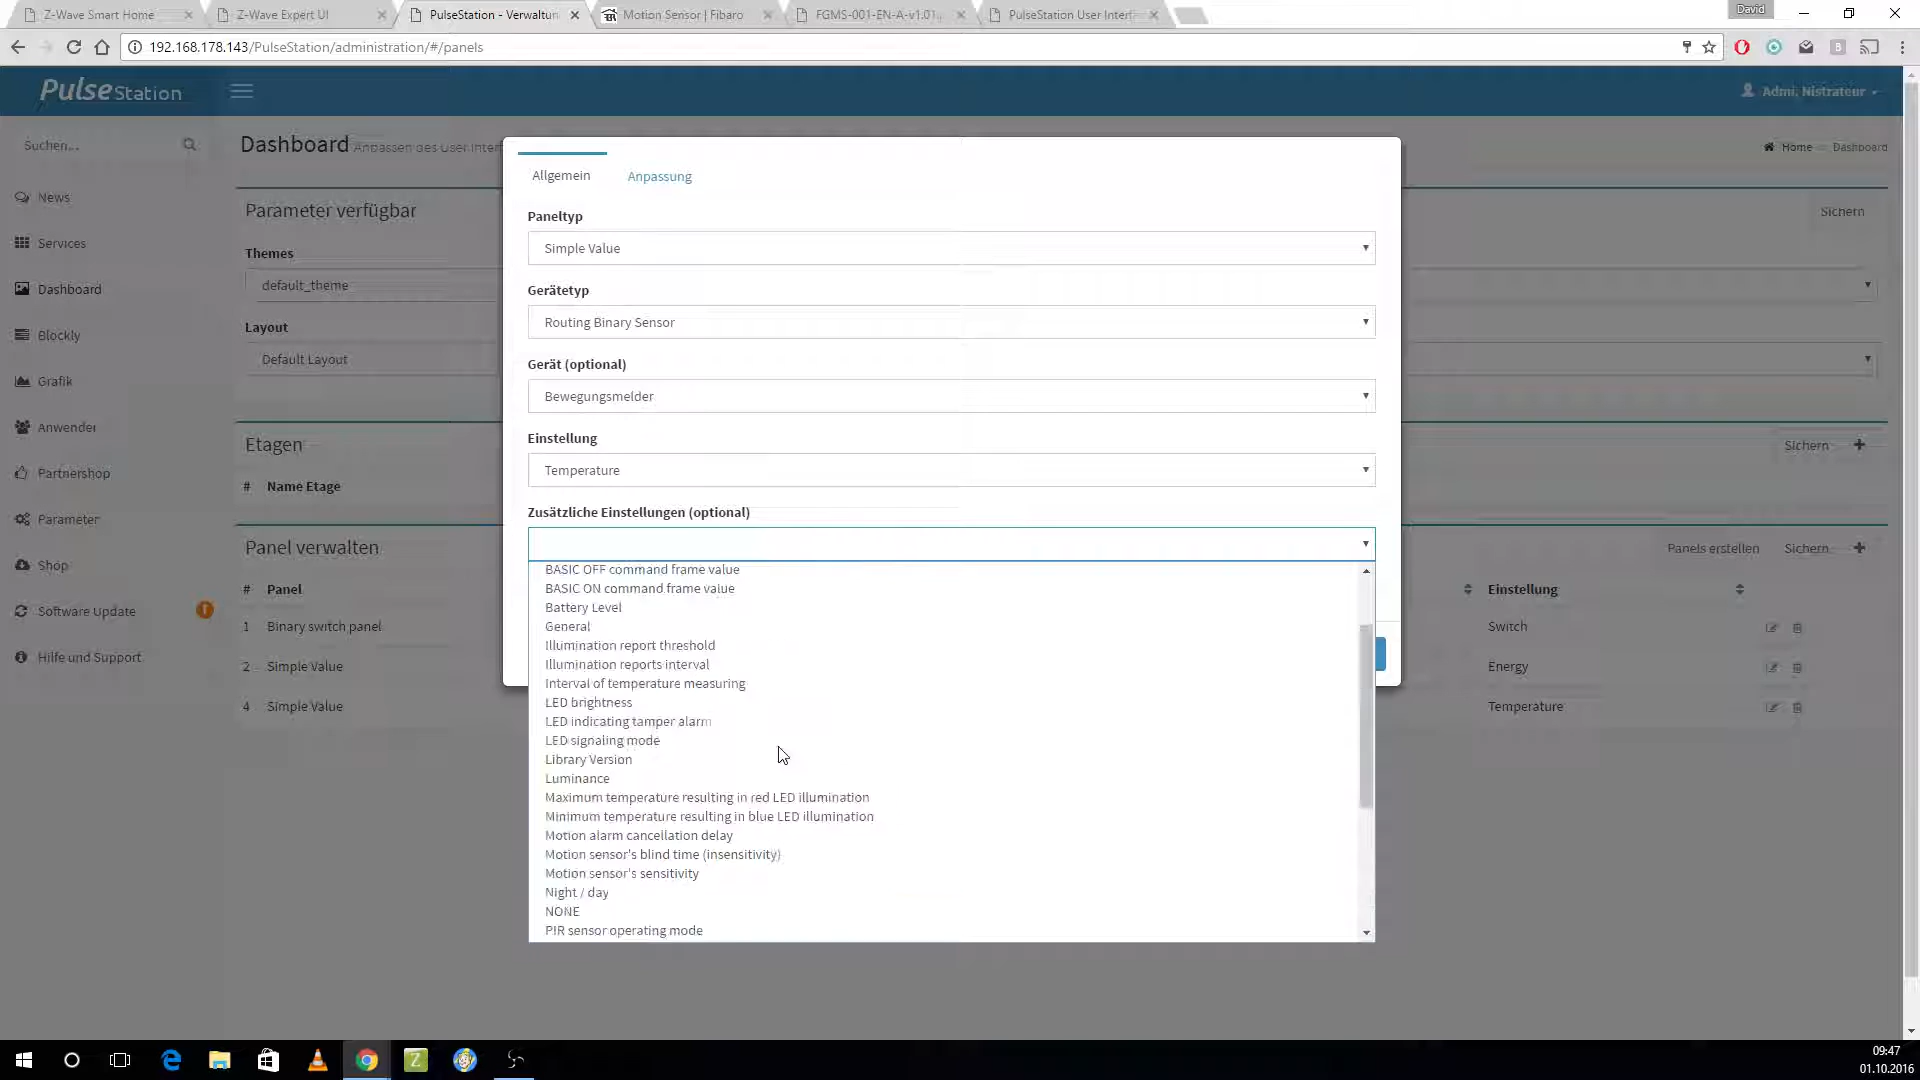 Z-Wave Smart Home
Z-Wave Expert UI
PulseStation - Verwaltun
Motion Sensor | Fibaro
FGMS-001-EN-A-v1.01..
PulseStation User Interf
David
192.168.178.143/PulseStation/administration/#/panels
PulseStation
Admi. Nistrateur
Suchen...
Dashboard Anpassen des User Interf
Home
Dashboard
News
Services
Dashboard
Blockly
Grafik
Anwender
Partnershop
Parameter
Shop
Software Update
Hilfe und Support
Parameter verfügbar
Sichern
Themes
default_theme
Layout
Default Layout
Etagen
Sichern
# Name Etage
Panel verwalten
Panels erstellen
Sichern
# Panel
Einstellung
1 Binary switch panel
Switch
2 Simple Value
Energy
4 Simple Value
Temperature
Allgemein
Anpassung
Paneltyp
Simple Value
Gerätetyp
Routing Binary Sensor
Gerät (optional)
Bewegungsmelder
Einstellung
Temperature
Zusätzliche Einstellungen (optional)
BASIC OFF command frame value
BASIC ON command frame value
Battery Level
General
Illumination report threshold
Illumination reports interval
Interval of temperature measuring
LED brightness
LED indicating tamper alarm
LED signaling mode
Library Version
Luminance
Maximum temperature resulting in red LED illumination
Minimum temperature resulting in blue LED illumination
Motion alarm cancellation delay
Motion sensor's blind time (insensitivity)
Motion sensor's sensitivity
Night / day
NONE
PIR sensor operating mode
09:47
01.10.2016